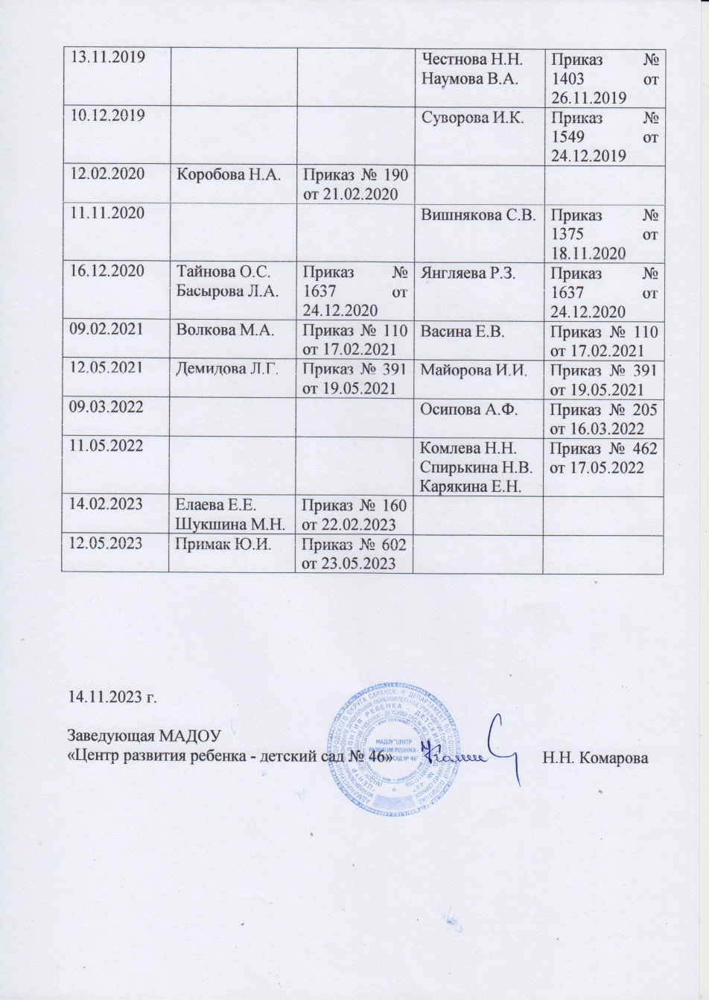 13.11.2019 Честнова Н.Н. Приказ №
Наумова В.А. 1403 от
26.11.2019
10.12.2019 Суворова И.К. Приказ №
1549 от
24.12.2019
12.02.2020 Коробова Н.А. Приказ № 190
от 21.02.2020
11.11.2020 Вишнякова С.В. Приказ №
1375 от
18.11.2020
16.12.2020 Тайнова О.С. Приказ № Янгляева Р.З. Приказ №
Басырова Л.А. 1637 от 1637 от
24.12.2020 24.12.2020
09.02.2021 Волкова М.А. Приказ № 110 Васина Е.В. Приказ № 110
от 17.02.2021 от 17.02.2021
12.05.2021 Демидова Л.Г. Приказ № 391 Майорова И.И. Приказ № 391
от 19.05.2021 от 19.05.2021
09.03.2022 Осипова А.Ф. Приказ № 205
от 16.03.2022
11.05.2022 Комлева Н.Н. Приказ № 462
Спирькина Н.В. от 17.05.2022
Карякина Е.Н.
14.02.2023 Елаева Е.Е. Приказ № 160
Шукшина М.Н. от 22.02.2023
12.05.2023 Примак Ю.И. Приказ № 602
от 23.05.2023
14.11.2023 г.
Заведующая МАДОУ
«Центр развития ребенка - детский сад № 46» Н.Н. Комарова
МАДОУ "ЦЕНТР
РАЗВИТИЯ РЕБЕНКА -
САД № 46"